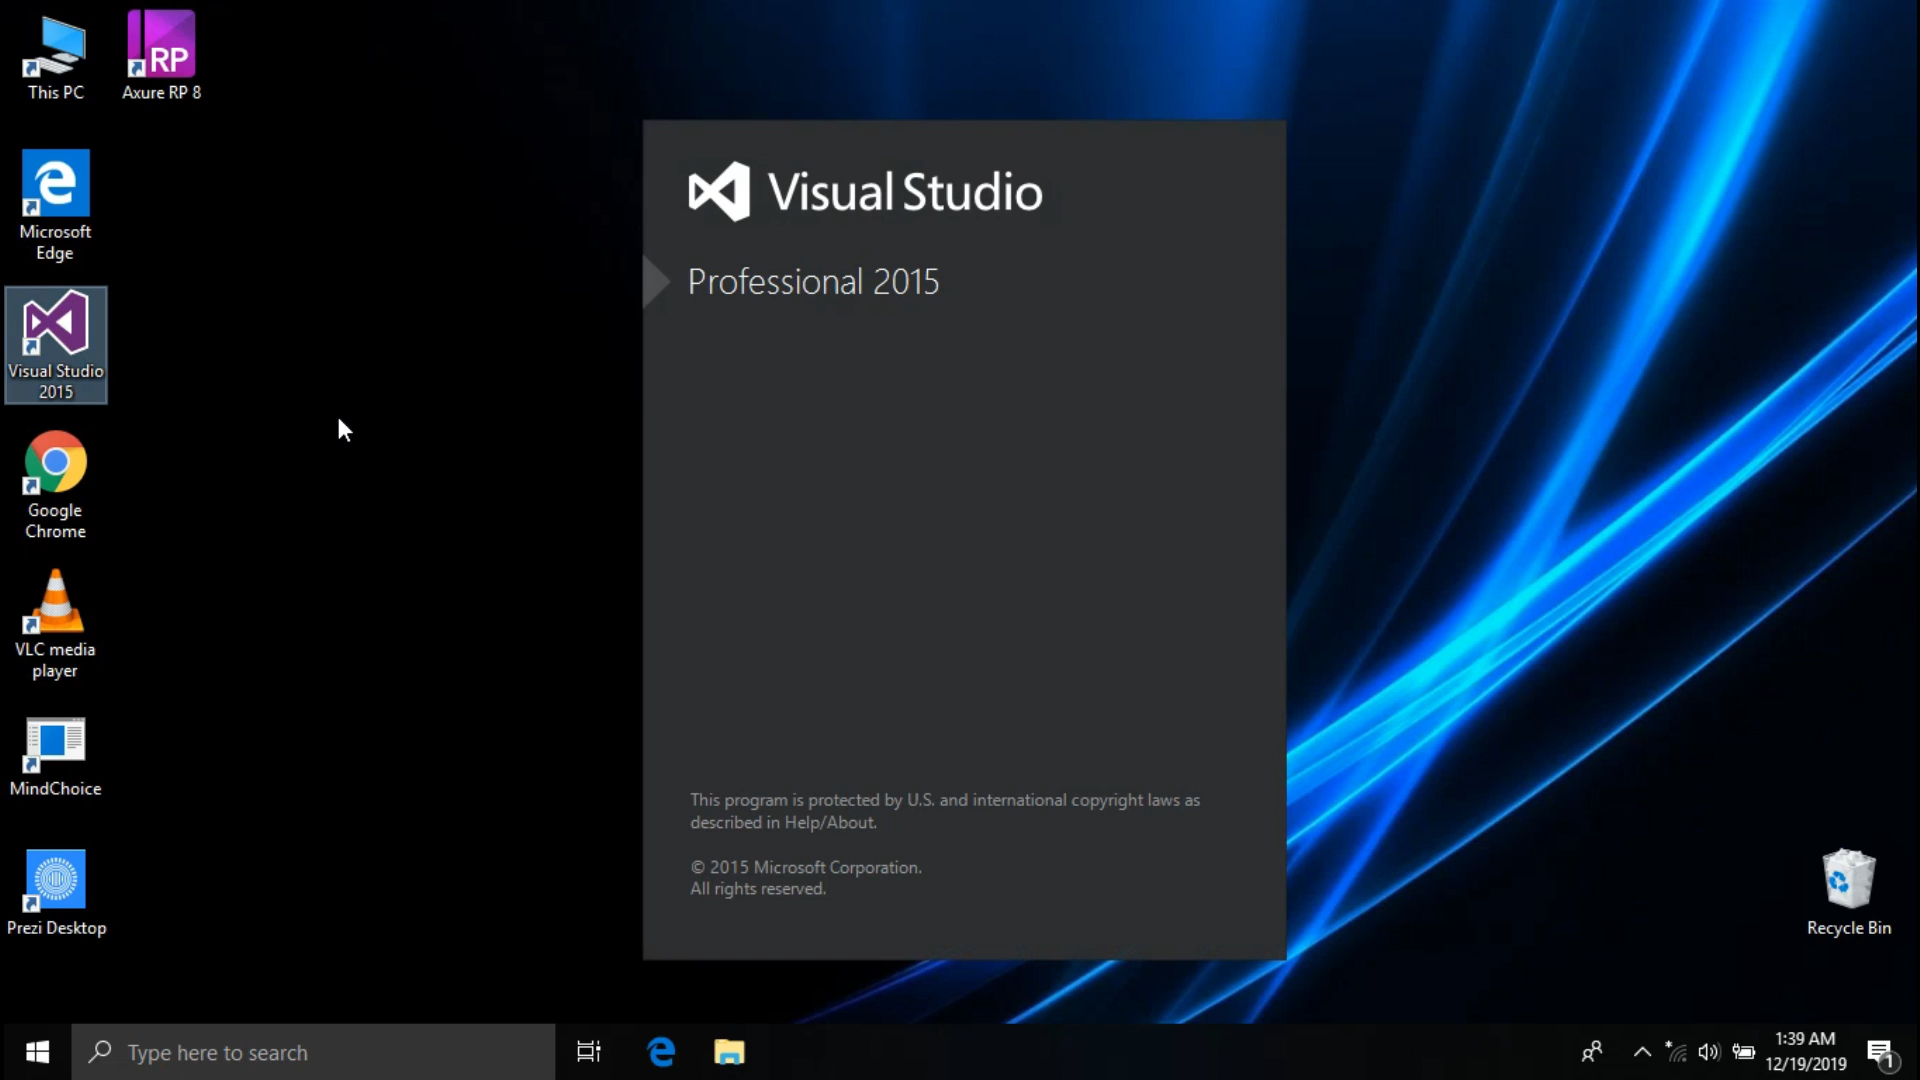 This PC
RP
Axure RP 8
Microsoft
Edge
Visual Studio
2015
Google
Chrome
VLC media
player
MindChoice
Prezi Desktop
Visual Studio
Professional 2015
This program is protected by U.S. and international copyright laws as
described in Help/About.
© 2015 Microsoft Corporation.
All rights reserved.
Recycle Bin
Type here to search
1:39 AM
12/19/2019
1